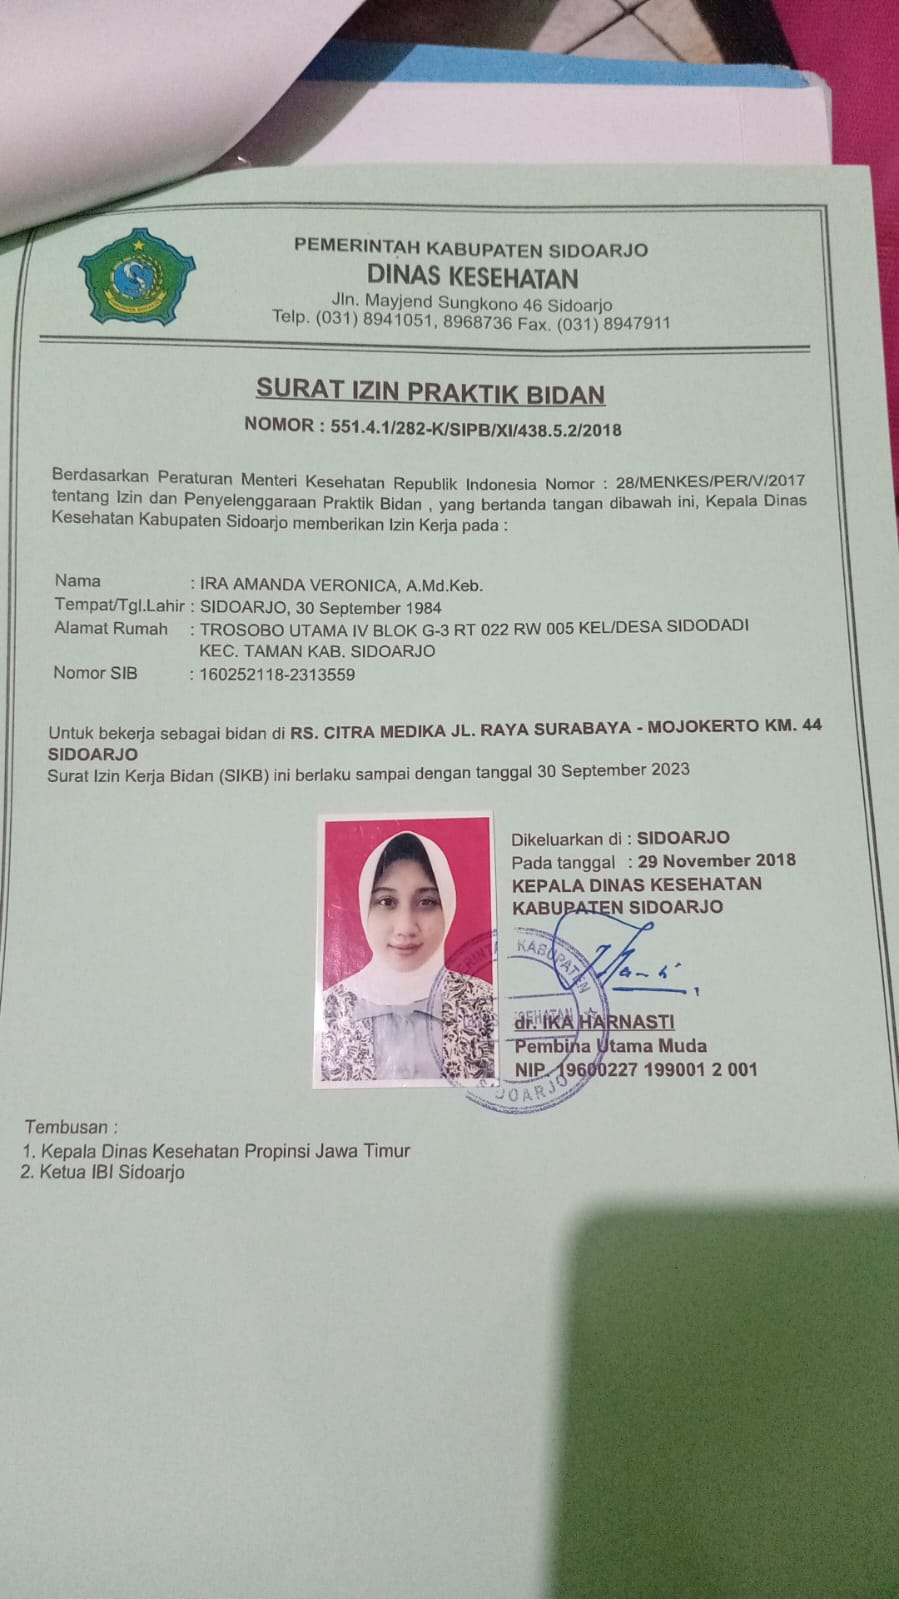 PEMERINTAH KABUPATEN SIDOARJO
DINAS KESEHATAN
Jln. Mayjend Sungkono 46 Sidoarjo
Telp. (031) 8941051, 8968736 Fax. (031) 8947911
SURAT IZIN PRAKTIK BIDAN
NOMOR : 551.4.1/282-K/SIPB/XI/438.5.2/2018
Berdasarkan Peraturan Menteri Kesehatan Republik Indonesia Nomor : 28/MENKES/PER/V/2017
tentang Izin dan Penyelenggaraan Praktik Bidan , yang bertanda tangan dibawah ini, Kepala Dinas
Kesehatan Kabupaten Sidoarjo memberikan Izin Kerja pada :
Nama : IRA AMANDA VERONICA, A.Md.Keb.
Tempat/Tgl.Lahir : SIDOARJO, 30 September 1984
Alamat Rumah : TROSOBO UTAMA IV BLOK G-3 RT 022 RW 005 KEL/DESA SIDODADI
KEC. TAMAN KAB. SIDOARJO
Nomor SIB : 160252118-2313559
Untuk bekerja sebagai bidan di RS. CITRA MEDIKA JL. RAYA SURABAYA - MOJOKERTO KM. 44
SIDOARJO
Surat Izin Kerja Bidan (SIKB) ini berlaku sampai dengan tanggal 30 September 2023
Dikeluarkan di : SIDOARJO
Pada tanggal : 29 November 2018
KEPALA DINAS KESEHATAN
KABUPATEN SIDOARJO
KABUPATEN
dr. IKA HARNASTI
Pembina Utama Muda
NIP. 19600227 199001 2 001
Tembusan :
1. Kepala Dinas Kesehatan Propinsi Jawa Timur
2. Ketua IBI Sidoarjo